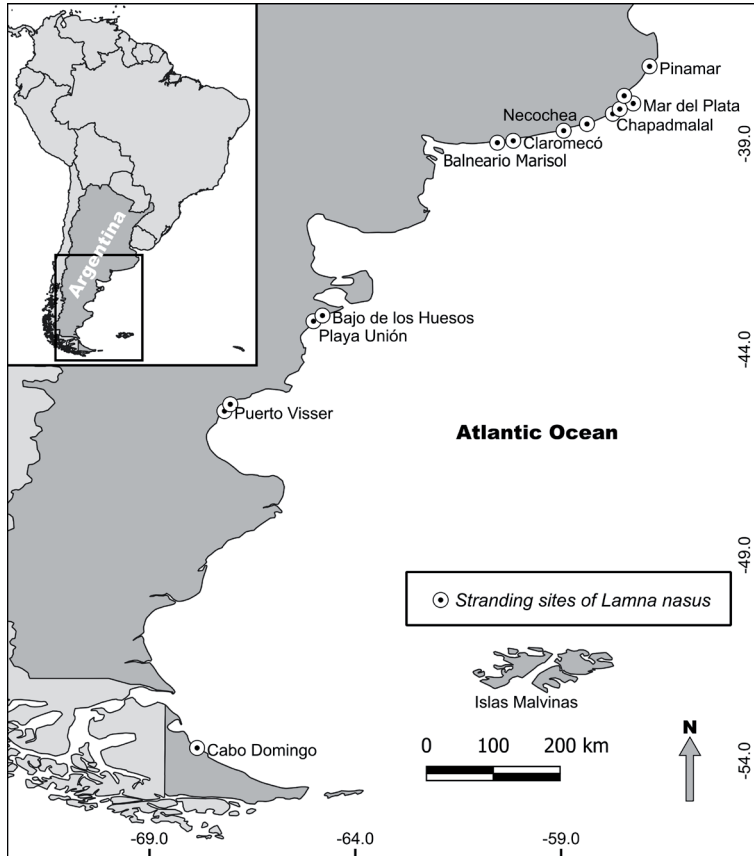 Argentina
Pinamar
Mar del Plata
Necochea
Chapadmalal
Claromecó
Balneario Marisol
-39.0
Bajo de los Huesos
Playa Unión
-44.0
Puerto Visser
Atlantic Ocean
-49.0
Stranding sites of Lamna nasus
Islas Malvinas
N
0 100 200 km
Cabo Domingo
-54.0
-69.0 -64.0 -59.0